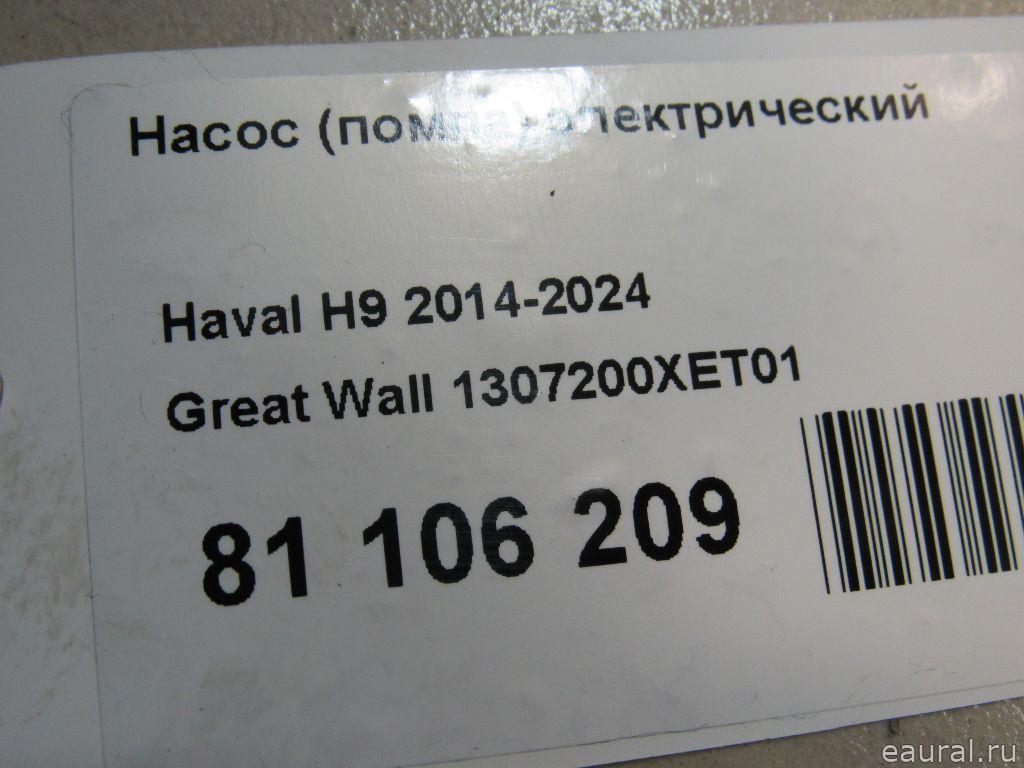 Насос (помпа) электрический
Haval H9 2014-2024
Great Wall 1307200XET01
81 106 209
eaural.ru